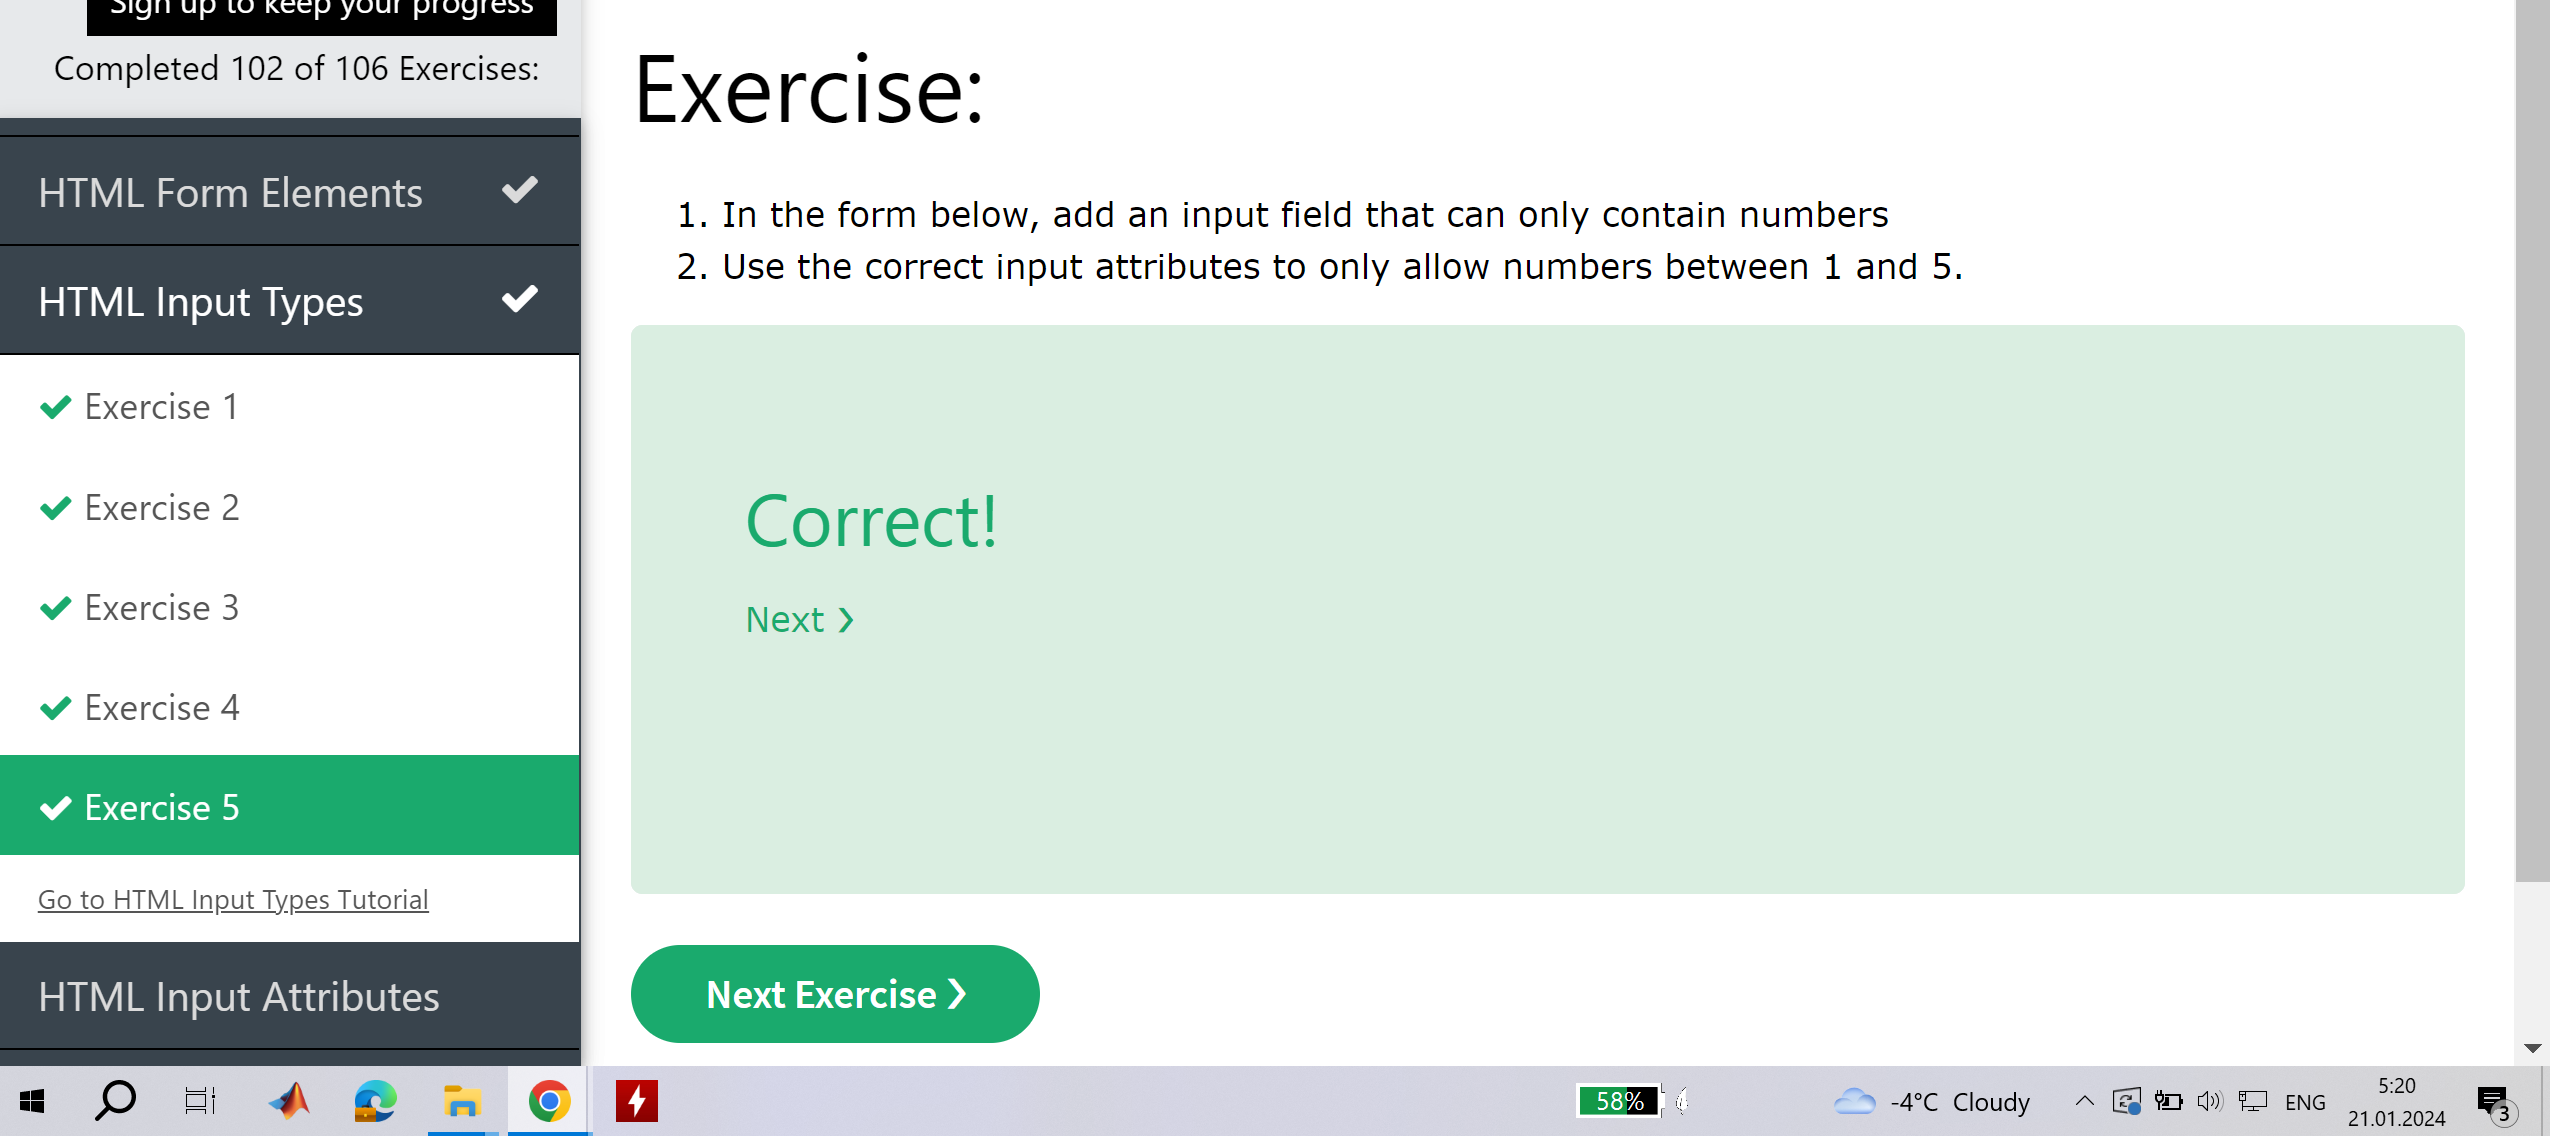 Sign up to keep your progress
Completed 102 of 106 Exercises:
HTML Form Elements
HTML Input Types
Exercise 1
Exercise 2
Exercise 3
Exercise 4
Exercise 5
Go to HTML Input Types Tutorial
HTML Input Attributes
Exercise:
1. In the form below, add an input field that can only contain numbers
2. Use the correct input attributes to only allow numbers between 1 and 5.
Correct!
Next ❯
Next Exercise ❯
58%
-4°C Cloudy
ENG
5:20
21.01.2024
3